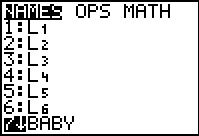 NAMES OPS MATH
1:L₁
2:L₂
3:L₃
4:L₄
5:L₅
6:L₆
7↓BABY